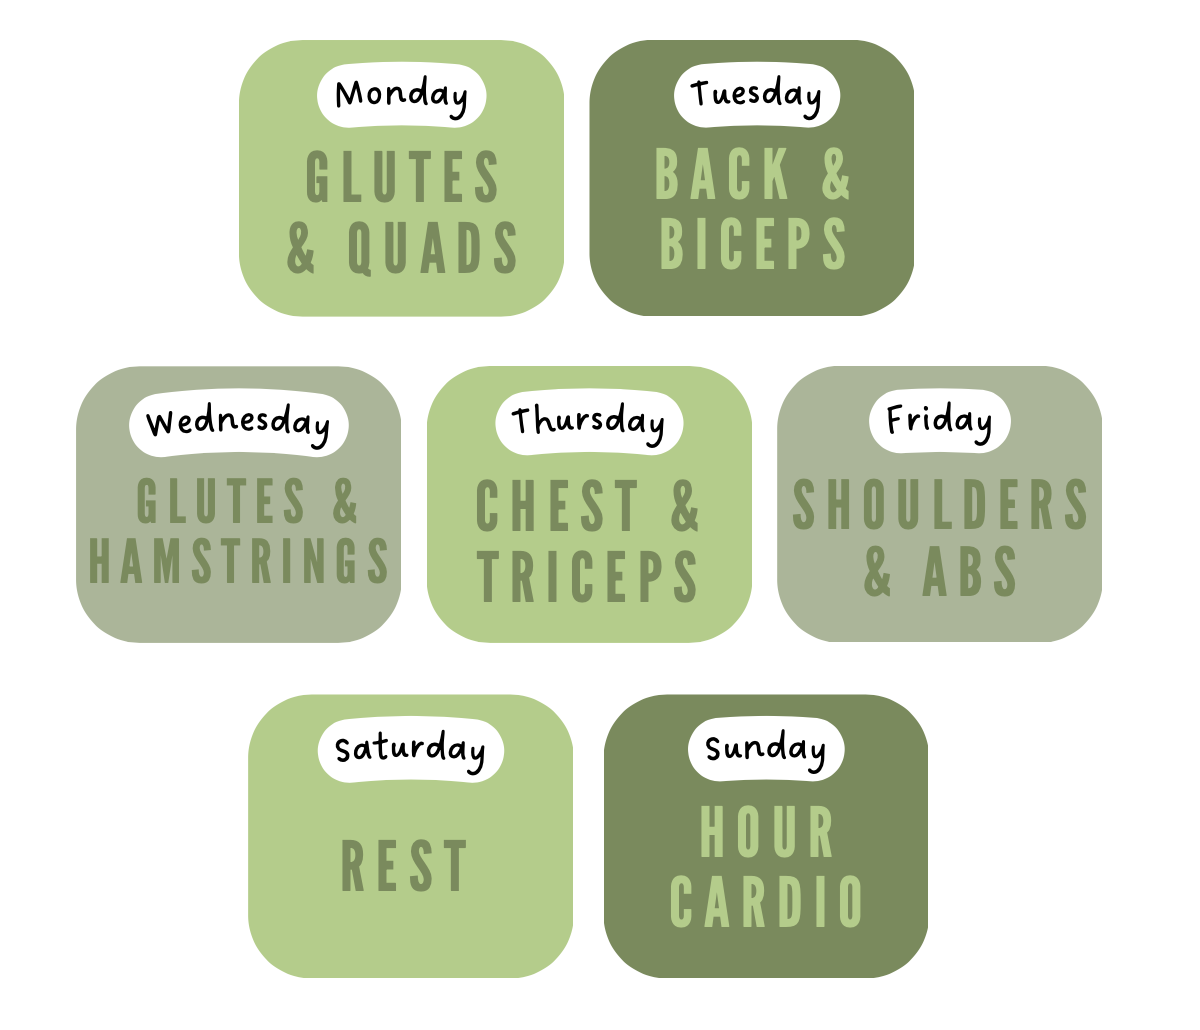 Monday
GLUTES
& QUADS
Tuesday
BACK &
BICEPS
Wednesday
GLUTES &
HAMSTRINGS
Thursday
CHEST &
TRICEPS
Friday
SHOULDERS
& ABS
Saturday
REST
Sunday
HOUR
CARDIO